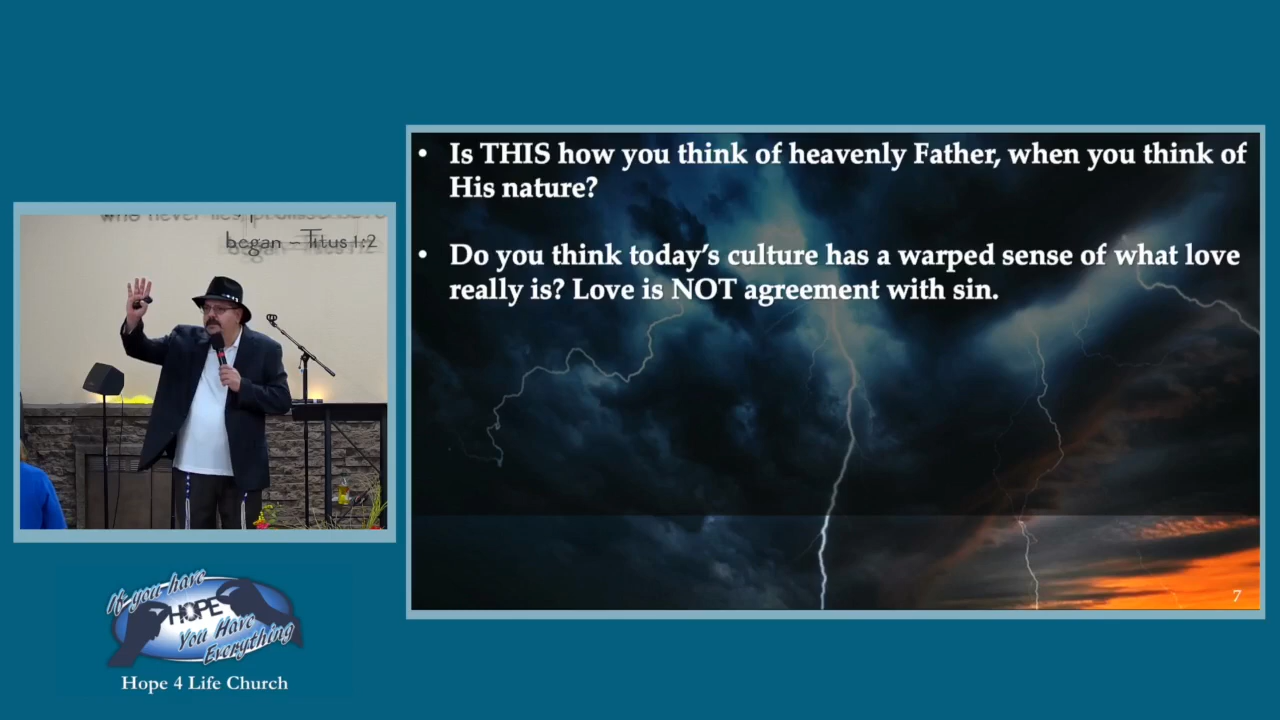 began – Titus 1:2
• Is THIS how you think of heavenly Father, when you think of
His nature?
• Do you think today’s culture has a warped sense of what love
really is? Love is NOT agreement with sin.
7
If you have
HOPE
You Have
Everything
Hope 4 Life Church